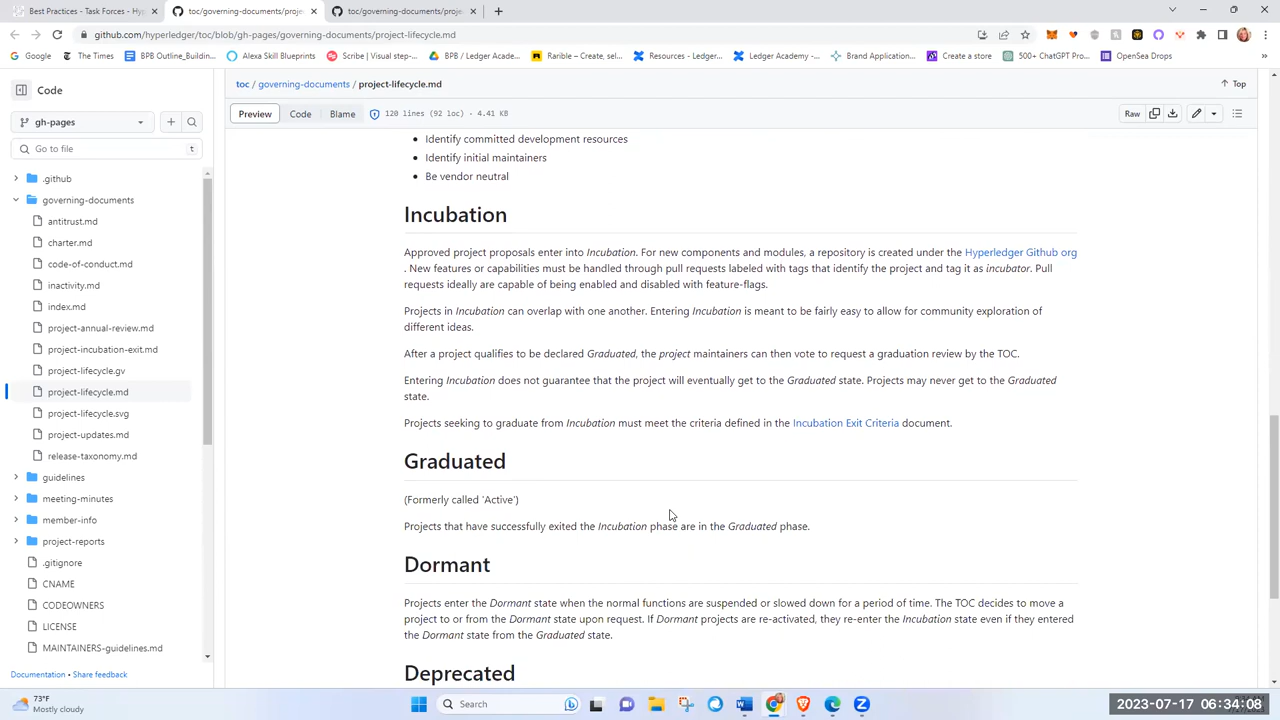 Best Practices - Task Forces - Hyp
toc/governing-documents/proje
toc/governing-documents/projec
github.com/hyperledger/toc/blob/gh-pages/governing-documents/project-lifecycle.md
Google
The Times
BPB Outline_Building...
Alexa Skill Blueprints
Scribe | Visual step-...
BPB / Ledger Acade...
Rarible – Create, sel...
Resources - Ledger...
Ledger Academy -...
Brand Application...
Create a store
500+ ChatGPT Pro...
OpenSea Drops
Code
toc / governing-documents / project-lifecycle.md
Top
gh-pages
Preview
Code
Blame
120 lines (92 loc) · 4.41 KB
Raw
Go to file
t
.github
governing-documents
antitrust.md
charter.md
code-of-conduct.md
inactivity.md
index.md
project-annual-review.md
project-incubation-exit.md
project-lifecycle.gv
project-lifecycle.md
project-lifecycle.svg
project-updates.md
release-taxonomy.md
guidelines
meeting-minutes
member-info
project-reports
.gitignore
CNAME
CODEOWNERS
LICENSE
MAINTAINERS-guidelines.md
Documentation • Share feedback
• Identify committed development resources
• Identify initial maintainers
• Be vendor neutral
Incubation
Approved project proposals enter into Incubation. For new components and modules, a repository is created under the Hyperledger Github org
. New features or capabilities must be handled through pull requests labeled with tags that identify the project and tag it as incubator. Pull
requests ideally are capable of being enabled and disabled with feature-flags.
Projects in Incubation can overlap with one another. Entering Incubation is meant to be fairly easy to allow for community exploration of
different ideas.
After a project qualifies to be declared Graduated, the project maintainers can then vote to request a graduation review by the TOC.
Entering Incubation does not guarantee that the project will eventually get to the Graduated state. Projects may never get to the Graduated
state.
Projects seeking to graduate from Incubation must meet the criteria defined in the Incubation Exit Criteria document.
Graduated
(Formerly called 'Active')
Projects that have successfully exited the Incubation phase are in the Graduated phase.
Dormant
Projects enter the Dormant state when the normal functions are suspended or slowed down for a period of time. The TOC decides to move a
project to or from the Dormant state upon request. If Dormant projects are re-activated, they re-enter the Incubation state even if they entered
the Dormant state from the Graduated state.
Deprecated
73°F
Mostly cloudy
Search
2023-07-17 06:34:08